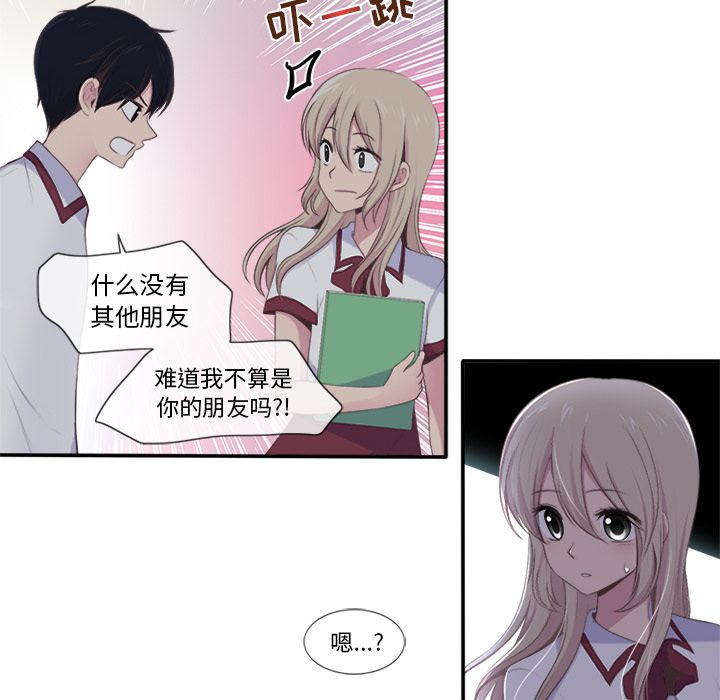 吓一跳
什么没有
其他朋友
难道我不算是
你的朋友吗?!
嗯...?